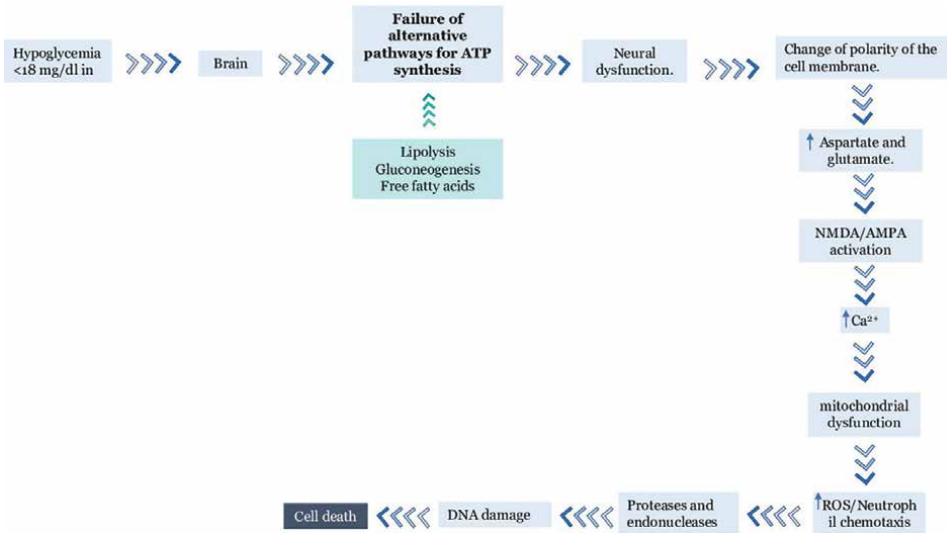 Hypoglycemia
<18 mg/dl in
Brain
Failure of
alternative
pathways for ATP
synthesis
Lipolysis
Gluconeogenesis
Free fatty acids
Neural
dysfunction.
Change of polarity of the
cell membrane.
↑ Aspartate and
glutamate.
NMDA/AMPA
activation
↑Ca²⁺
mitochondrial
dysfunction
↑ROS/Neutroph
il chemotaxis
Proteases and
endonucleases
DNA damage
Cell death